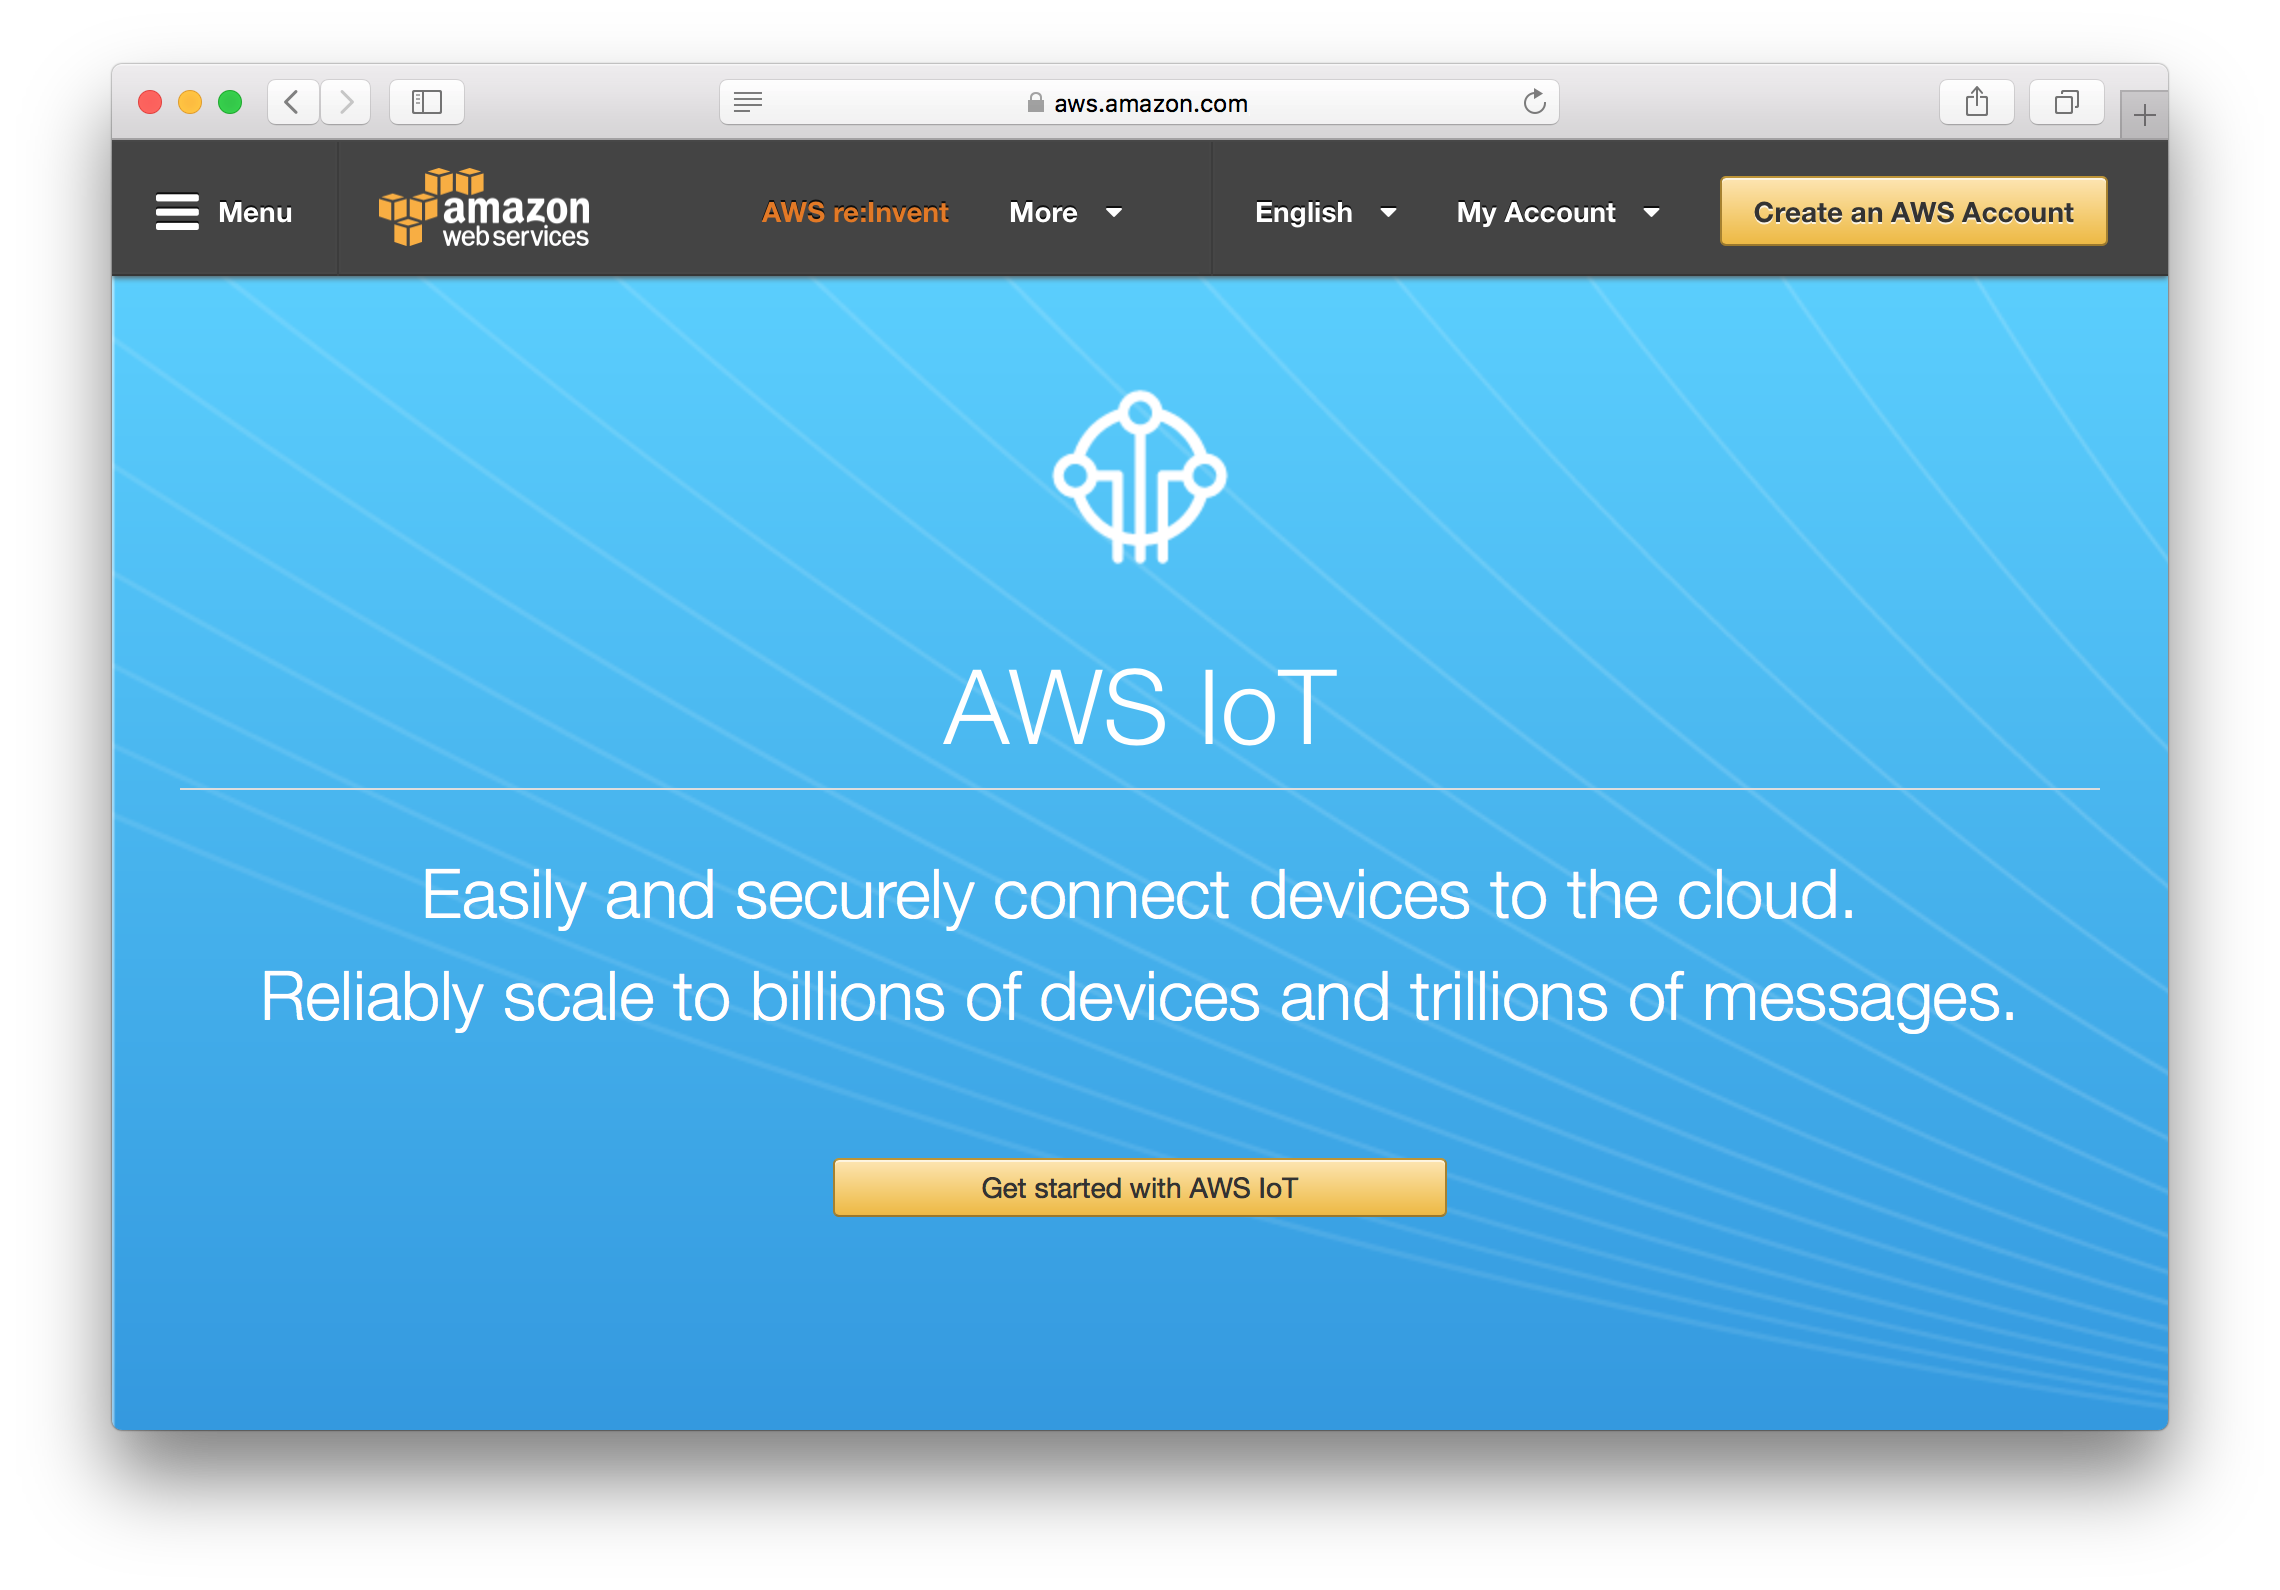 aws.amazon.com
Menu
amazon
web services
AWS re:Invent
More
English
My Account
Create an AWS Account
AWS IoT
Easily and securely connect devices to the cloud.
Reliably scale to billions of devices and trillions of messages.
Get started with AWS IoT